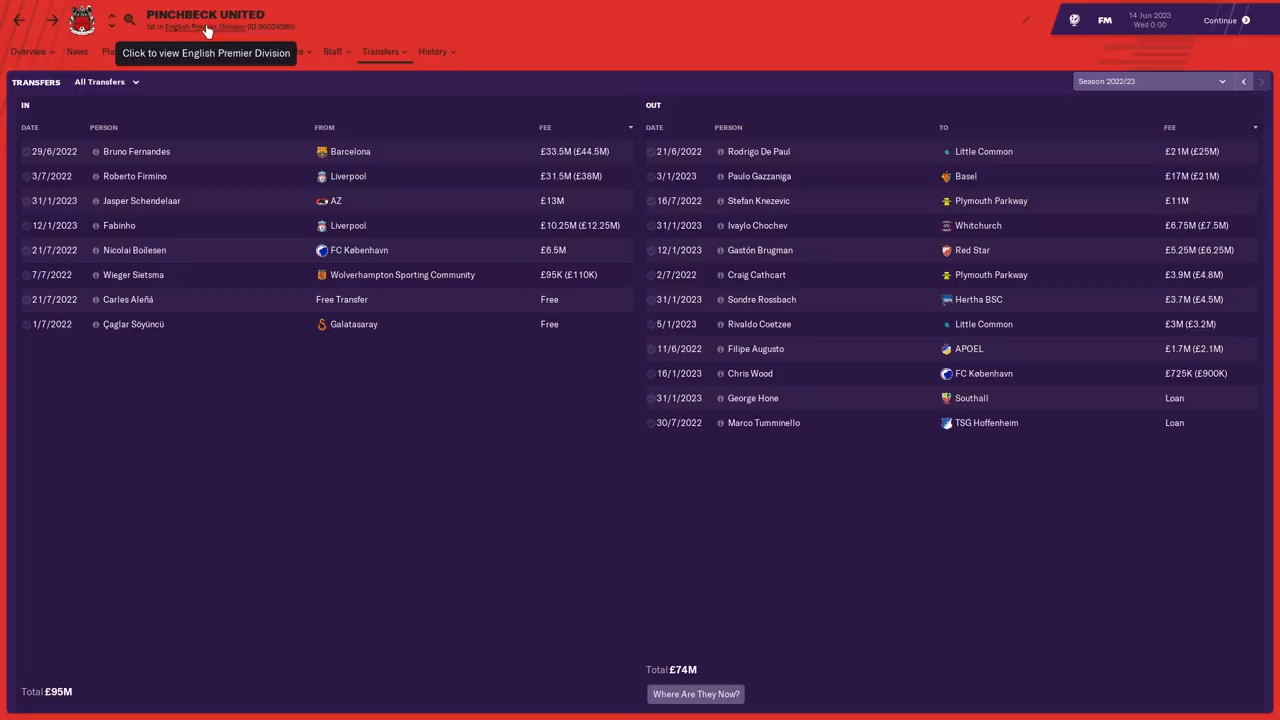 PINCHBECK UNITED
1st in English Premier Division (ID:90024580)
14 Jun 2023
Wed 0:00
FM
Continue
Overview
News
Staff
Transfers
History
Click to view English Premier Division
TRANSFERS All Transfers
Season 2022/23
IN
DATE PERSON FROM FEE
29/6/2022 Bruno Fernandes Barcelona £33.5M (£44.5M)
3/7/2022 Roberto Firmino Liverpool £31.5M (£38M)
31/1/2023 Jasper Schendelaar AZ £13M
12/1/2023 Fabinho Liverpool £10.25M (£12.25M)
21/7/2022 Nicolai Boilesen FC København £6.5M
7/7/2022 Wieger Sietsma Wolverhampton Sporting Community £95K (£110K)
21/7/2022 Carles Aleñá Free Transfer Free
1/7/2022 Çaglar Söyüncü Galatasaray Free
Total £95M
OUT
DATE PERSON TO FEE
21/6/2022 Rodrigo De Paul Little Common £21M (£25M)
3/1/2023 Paulo Gazzaniga Basel £17M (£21M)
16/7/2022 Stefan Knezevic Plymouth Parkway £11M
31/1/2023 Ivaylo Chochev Whitchurch £6.75M (£7.5M)
12/1/2023 Gastón Brugman Red Star £5.25M (£6.25M)
2/7/2022 Craig Cathcart Plymouth Parkway £3.9M (£4.8M)
31/1/2023 Sondre Rossbach Hertha BSC £3.7M (£4.5M)
5/1/2023 Rivaldo Coetzee Little Common £3M (£3.2M)
11/6/2022 Filipe Augusto APOEL £1.7M (£2.1M)
16/1/2023 Chris Wood FC København £725K (£900K)
31/1/2023 George Hone Southall Loan
30/7/2022 Marco Tumminello TSG Hoffenheim Loan
Total £74M
Where Are They Now?